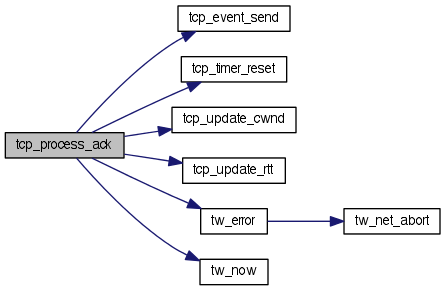 tcp_event_send
tcp_timer_reset
tcp_update_cwnd
tcp_process_ack
tcp_update_rtt
tw_error
tw_net_abort
tw_now